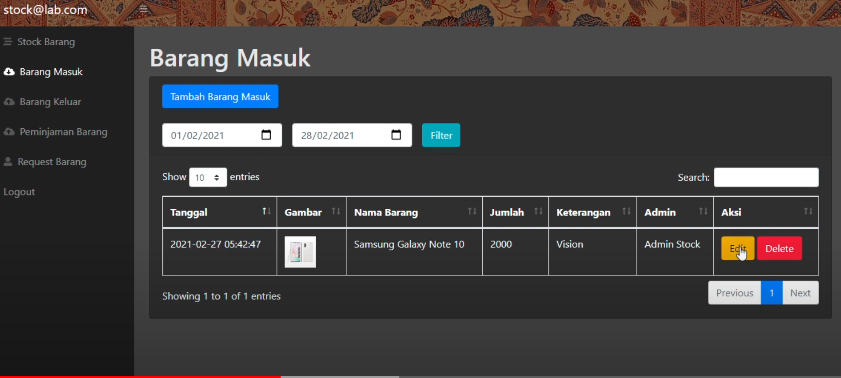 stock@lab.com
Stock Barang
Barang Masuk
Barang Keluar
Peminjaman Barang
Request Barang
Logout
Barang Masuk
Tambah Barang Masuk
01/02/2021 28/02/2021 Filter
Show 10 entries Search:
Tanggal Gambar Nama Barang Jumlah Keterangan Admin Aksi
2021-02-27 05:42:47 Samsung Galaxy Note 10 2000 Vision Admin Stock Edit Delete
Showing 1 to 1 of 1 entries Previous 1 Next